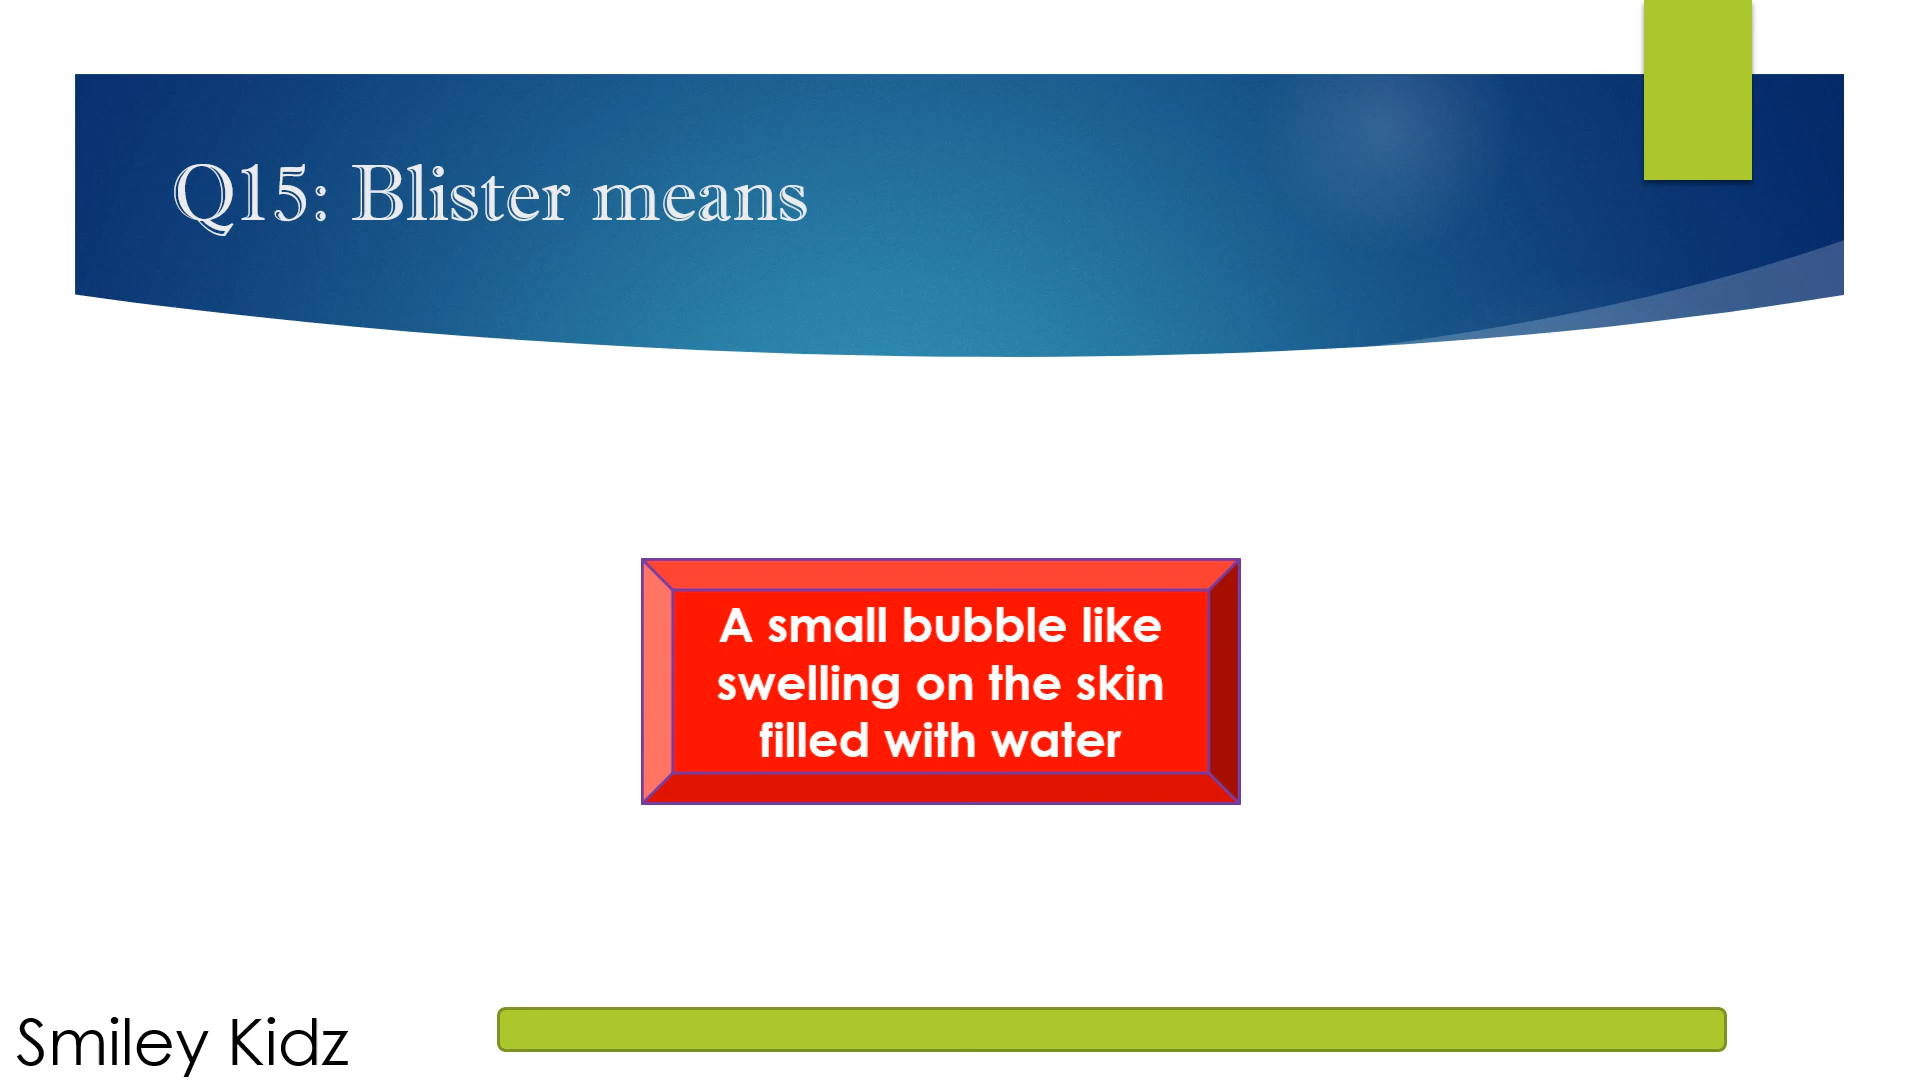 Q15: Blister means
A small bubble like
swelling on the skin
filled with water
Smiley Kidz